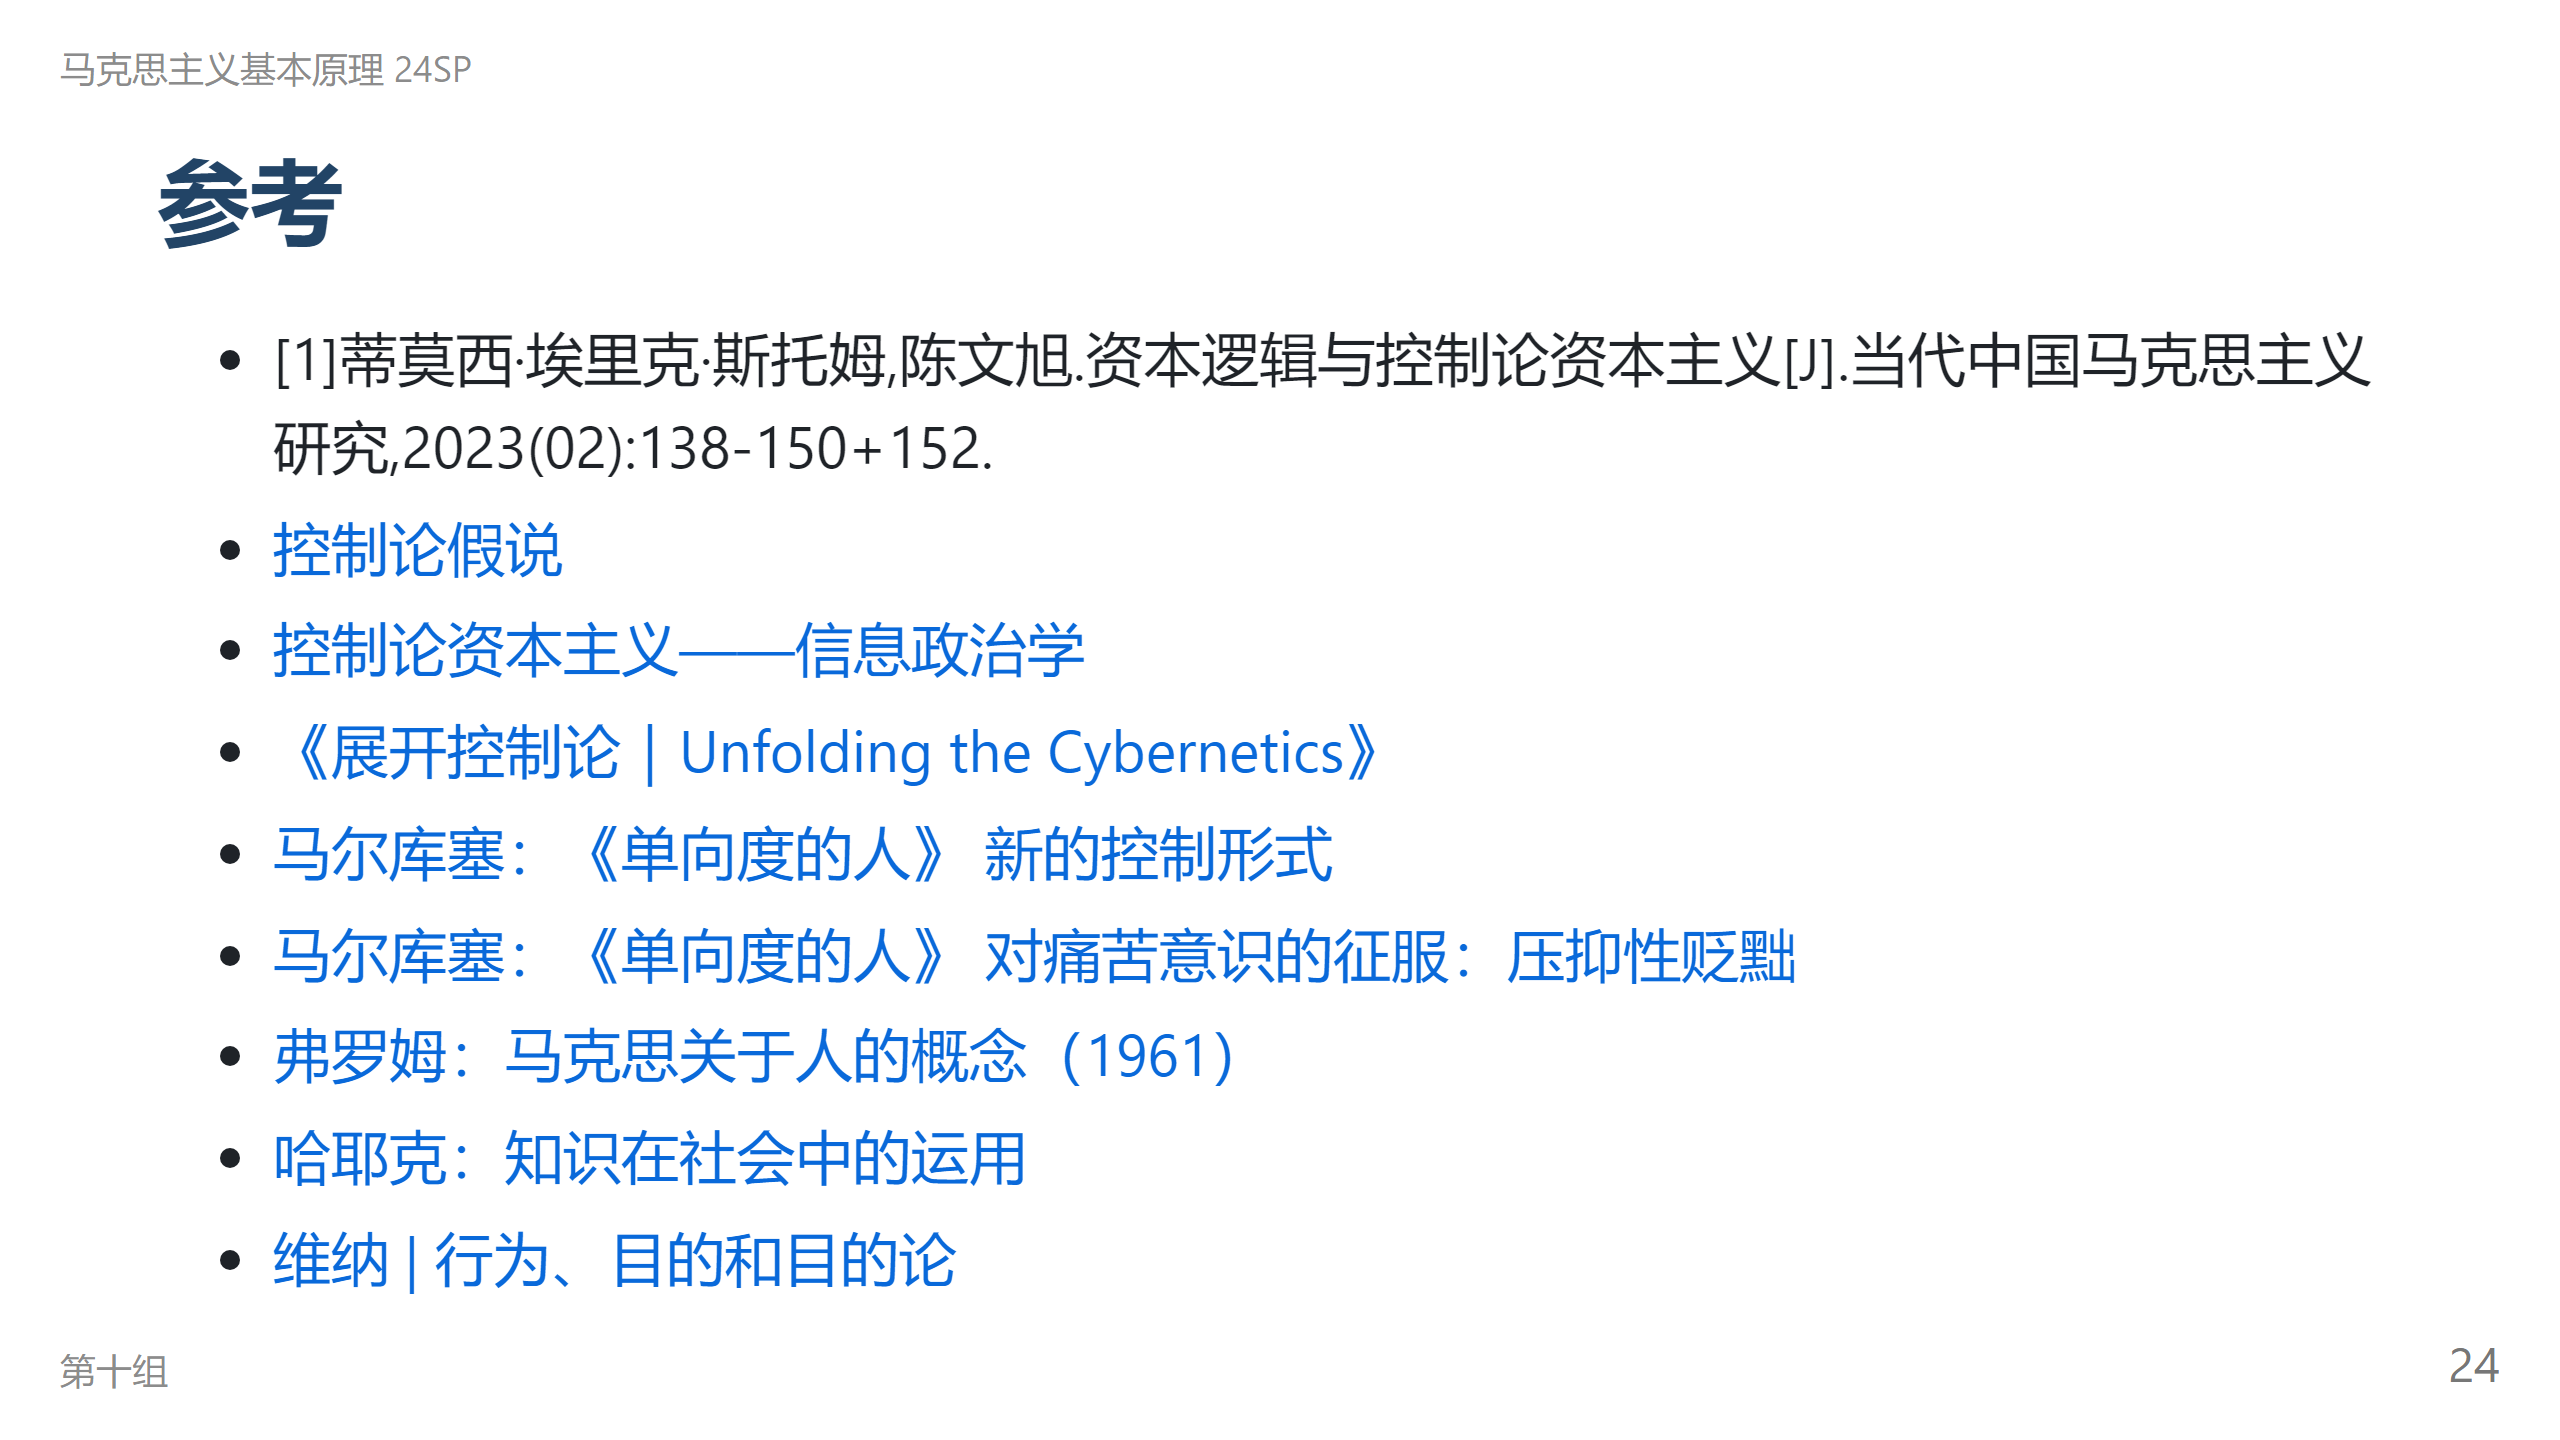 马克思主义基本原理 24SP
参考
• [1]蒂莫西·埃里克·斯托姆,陈文旭.资本逻辑与控制论资本主义[J].当代中国马克思主义
研究,2023(02):138-150+152.
• 控制论假说
• 控制论资本主义——信息政治学
• 《展开控制论｜Unfolding the Cybernetics》
• 马尔库塞：《单向度的人》 新的控制形式
• 马尔库塞：《单向度的人》 对痛苦意识的征服：压抑性贬黜
• 弗罗姆：马克思关于人的概念（1961）
• 哈耶克：知识在社会中的运用
• 维纳 | 行为、目的和目的论
第十组
24